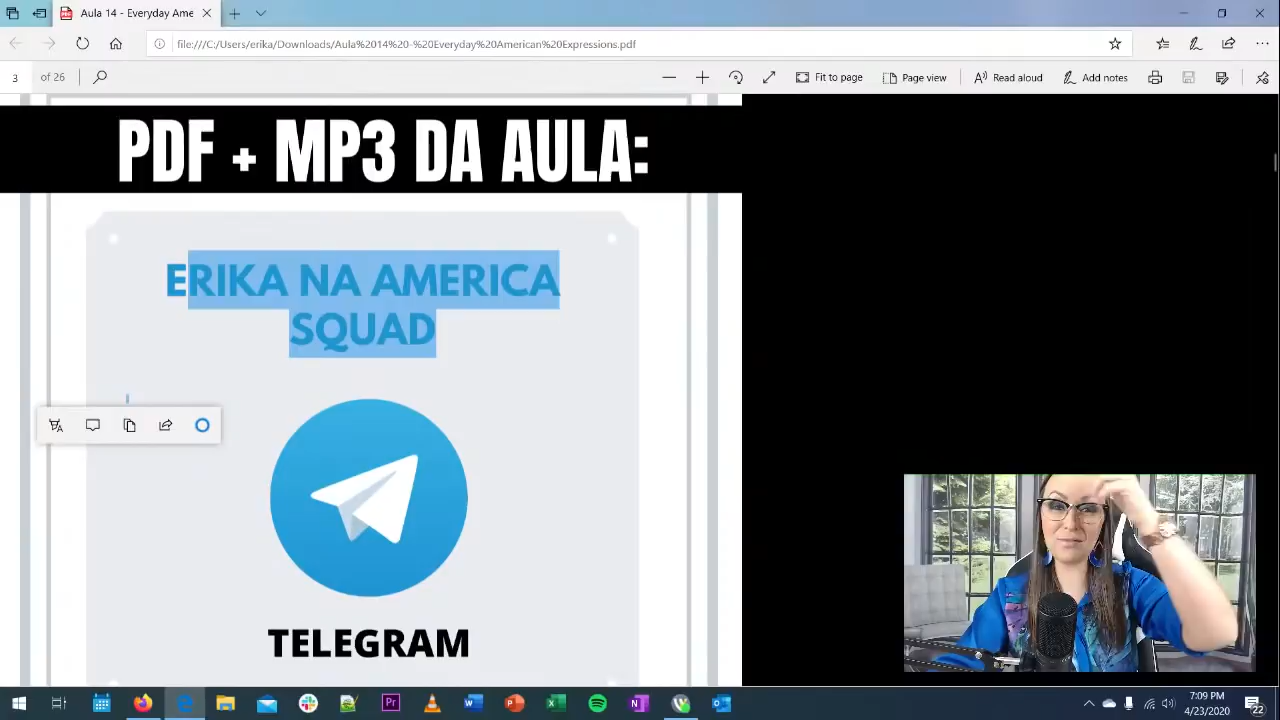 Aula 14 - Everyday Ame
file:///C:/Users/erika/Downloads/Aula%2014%20-%20Everyday%20American%20Expressions.pdf
3 of 26
Fit to page
Page view
Read aloud
Add notes
PDF + MP3 DA AULA:
ERIKA NA AMERICA
SQUAD
TELEGRAM
7:09 PM
4/23/2020
22